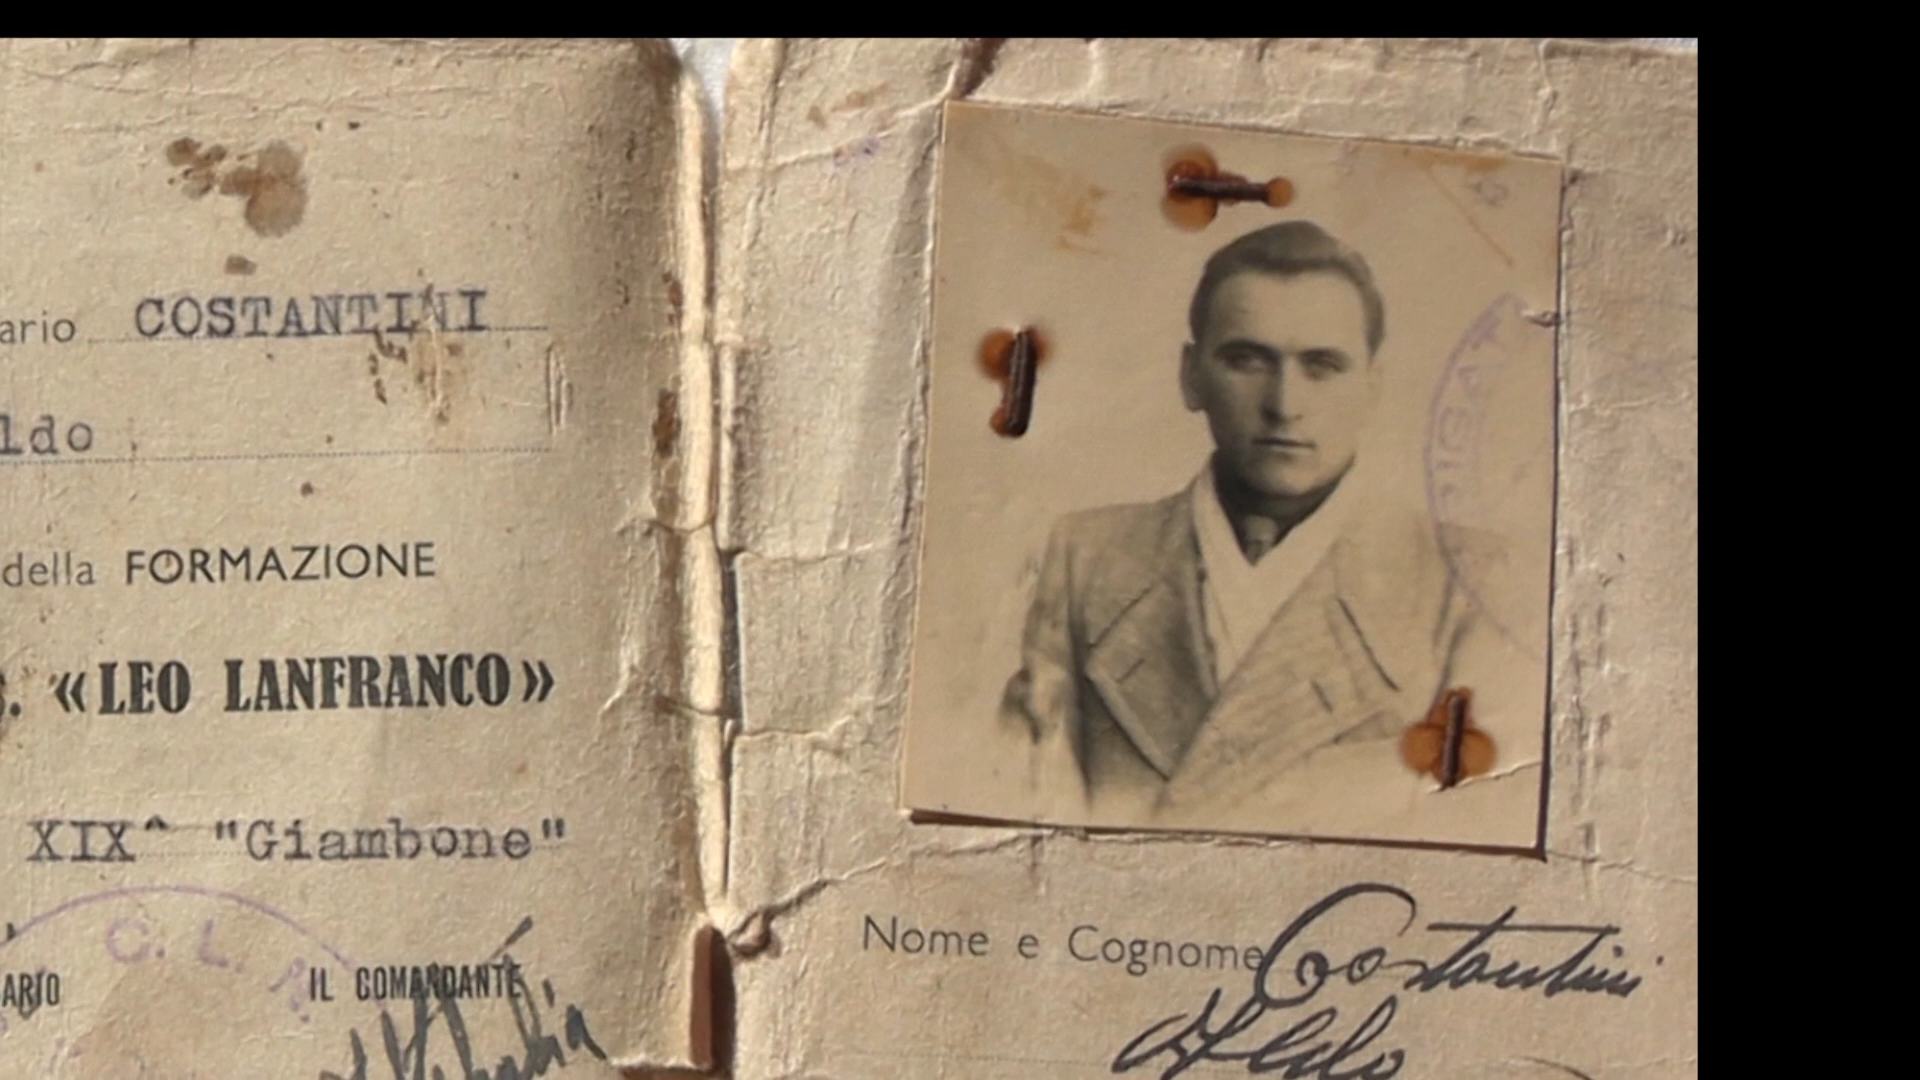 ario COSTANTINI
ldo
della FORMAZIONE
S. «LEO LANFRANCO»
XIX^ "Giambone"
C. L. N.
ARIO IL COMANDANTE
Nome e Cognome Costantini
Aldo